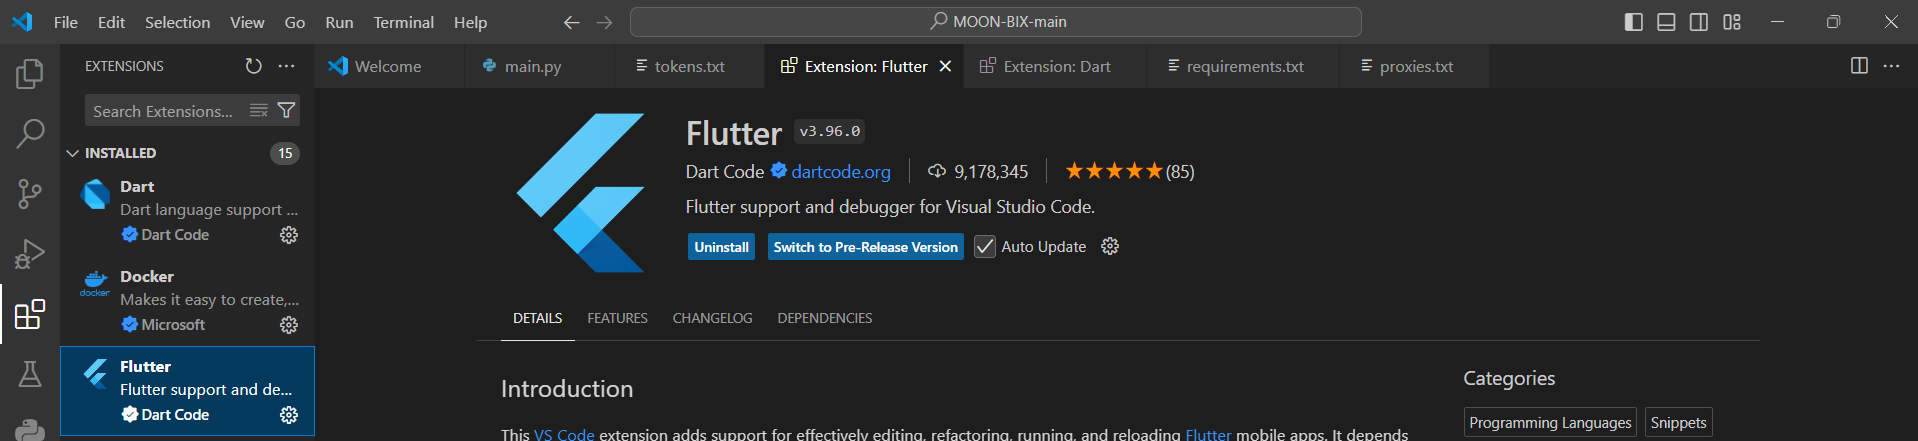 File Edit Selection View Go Run Terminal Help
MOON-BIX-main
EXTENSIONS
Welcome
main.py
tokens.txt
Extension: Flutter
Extension: Dart
requirements.txt
proxies.txt
Search Extensions...
INSTALLED 15
Dart
Dart language support ...
Dart Code
docker
Docker
Makes it easy to create,...
Microsoft
Flutter
Flutter support and de...
Dart Code
Flutter v3.96.0
Dart Code dartcode.org 9,178,345 ★★★★★(85)
Flutter support and debugger for Visual Studio Code.
Uninstall Switch to Pre-Release Version Auto Update
DETAILS FEATURES CHANGELOG DEPENDENCIES
Introduction
This VS Code extension adds support for effectively editing, refactoring, running, and reloading Flutter mobile apps. It depends
Categories
Programming Languages Snippets